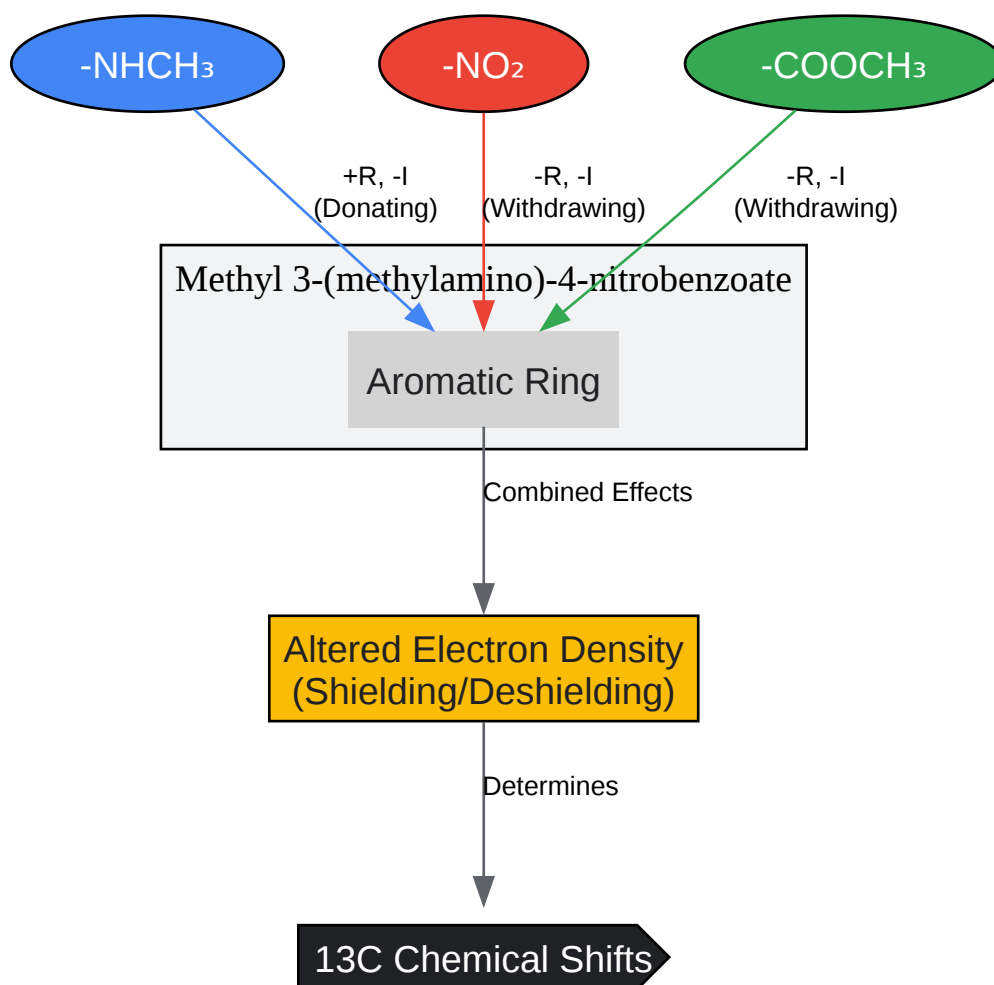 -NHCH₃
-NO₂
-COOCH₃
+R, -I
(Donating)
-R, -I
(Withdrawing)
-R, -I
(Withdrawing)
Methyl 3-(methylamino)-4-nitrobenzoate
Aromatic Ring
Combined Effects
Altered Electron Density
(Shielding/Deshielding)
Determines
13C Chemical Shifts